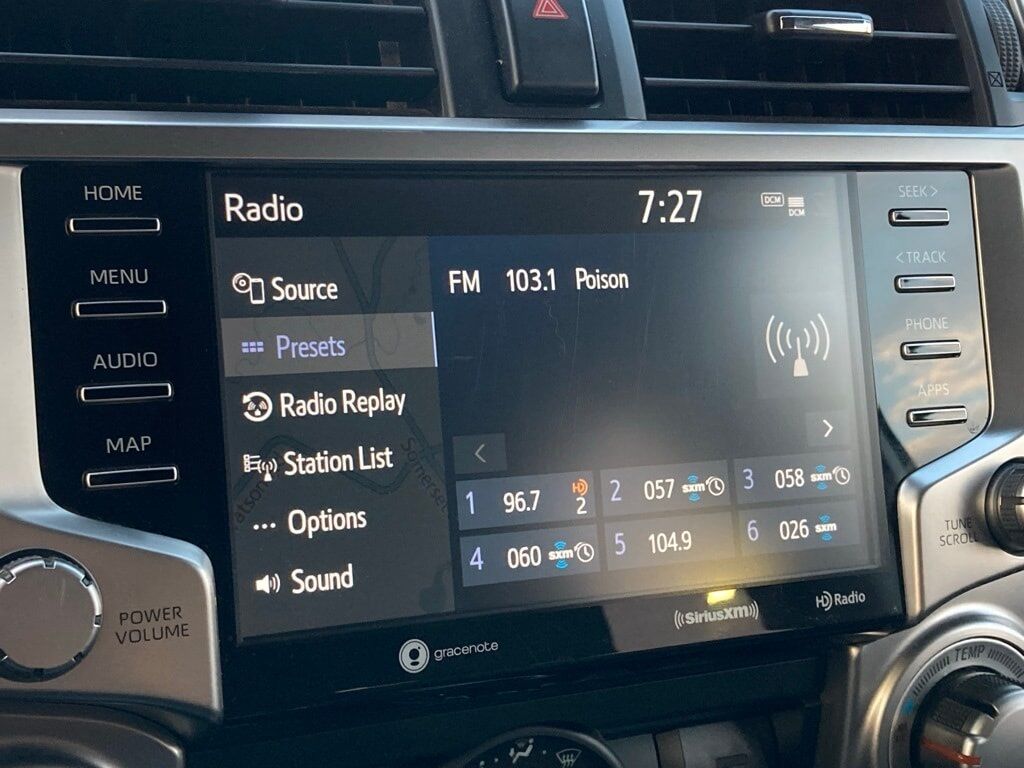 HOME
MENU
AUDIO
MAP
POWER
VOLUME
Radio 7:27 DCM DCM
Source
Presets
Radio Replay
Station List
Options
Sound
FM 103.1 Poison
< >
1 96.7 HD 2
2 057 sxm
3 058 sxm
4 060 sxm
5 104.9
6 026 sxm
gracenote
((SiriusXM))
HD Radio
SEEK >
< TRACK
PHONE
APPS
TUNE
SCROLL
TEMP